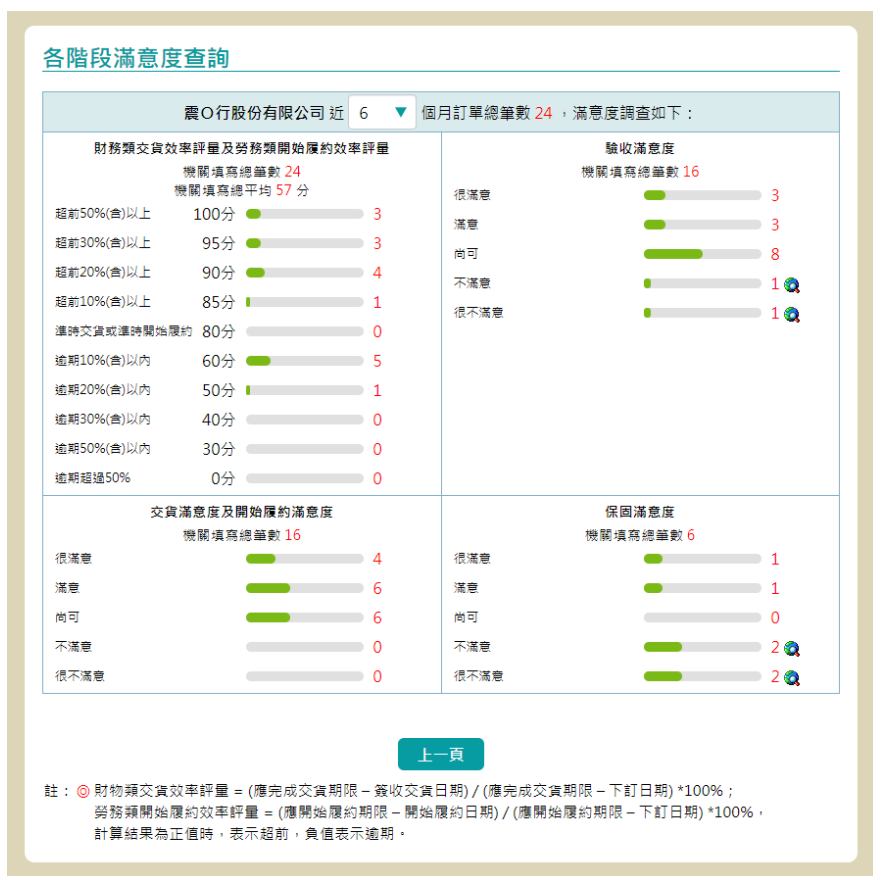 各階段滿意度查詢
震O行股份有限公司 近 6 ▼ 個月訂單總筆數 24 ，滿意度調查如下：
財務類交貨效率評量及勞務類開始履約效率評量
機關填寫總筆數 24
機關填寫總平均 57 分
超前50%(含)以上 100分 3
超前30%(含)以上 95分 3
超前20%(含)以上 90分 4
超前10%(含)以上 85分 1
準時交貨或準時開始履約 80分 0
逾期10%(含)以內 60分 5
逾期20%(含)以內 50分 1
逾期30%(含)以內 40分 0
逾期50%(含)以內 30分 0
逾期超過50% 0分 0
驗收滿意度
機關填寫總筆數 16
很滿意 3
滿意 3
尚可 8
不滿意 1
很不滿意 1
交貨滿意度及開始履約滿意度
機關填寫總筆數 16
很滿意 4
滿意 6
尚可 6
不滿意 0
很不滿意 0
保固滿意度
機關填寫總筆數 6
很滿意 1
滿意 1
尚可 0
不滿意 2
很不滿意 2
上一頁
註：◎ 財物類交貨效率評量 = (應完成交貨期限 – 簽收交貨日期) / (應完成交貨期限 – 下訂日期) *100%；
勞務類開始履約效率評量 = (應開始履約期限 – 開始履約日期) / (應開始履約期限 – 下訂日期) *100%，
計算結果為正值時，表示超前，負值表示逾期。